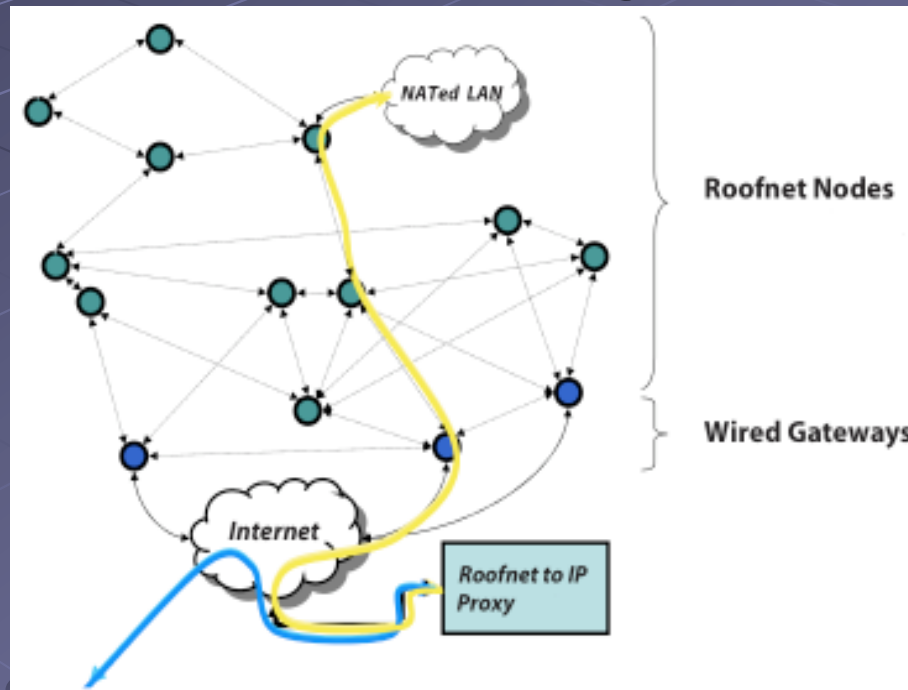 NATed LAN
Roofnet Nodes
Wired Gateways
Internet
Roofnet to IP
Proxy